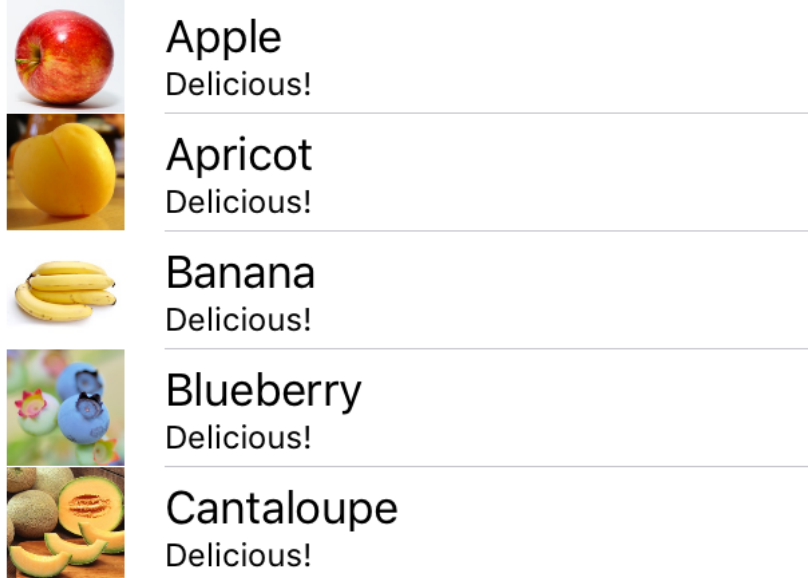 Apple
Delicious!
Apricot
Delicious!
Banana
Delicious!
Blueberry
Delicious!
Cantaloupe
Delicious!